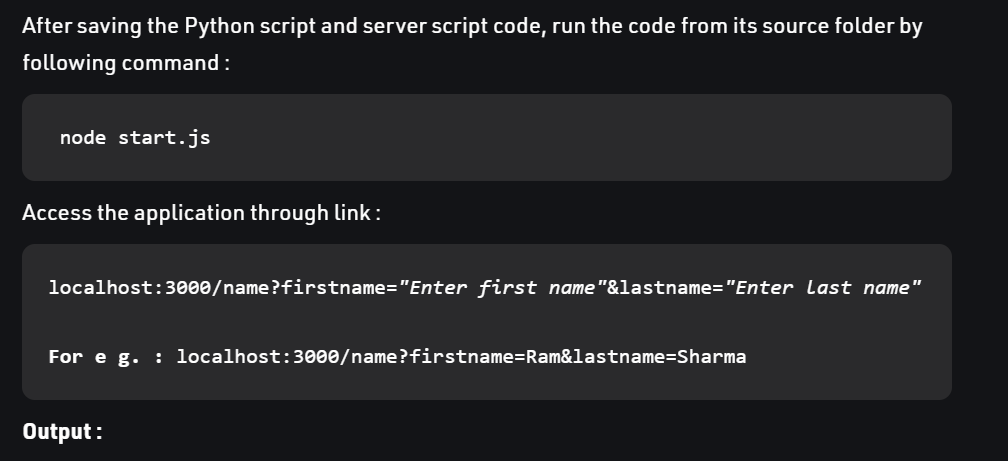 After saving the Python script and server script code, run the code from its source folder by
following command :
node start.js
Access the application through link :
localhost:3000/name?firstname="Enter first name"&lastname="Enter last name"
For e g. : localhost:3000/name?firstname=Ram&lastname=Sharma
Output :